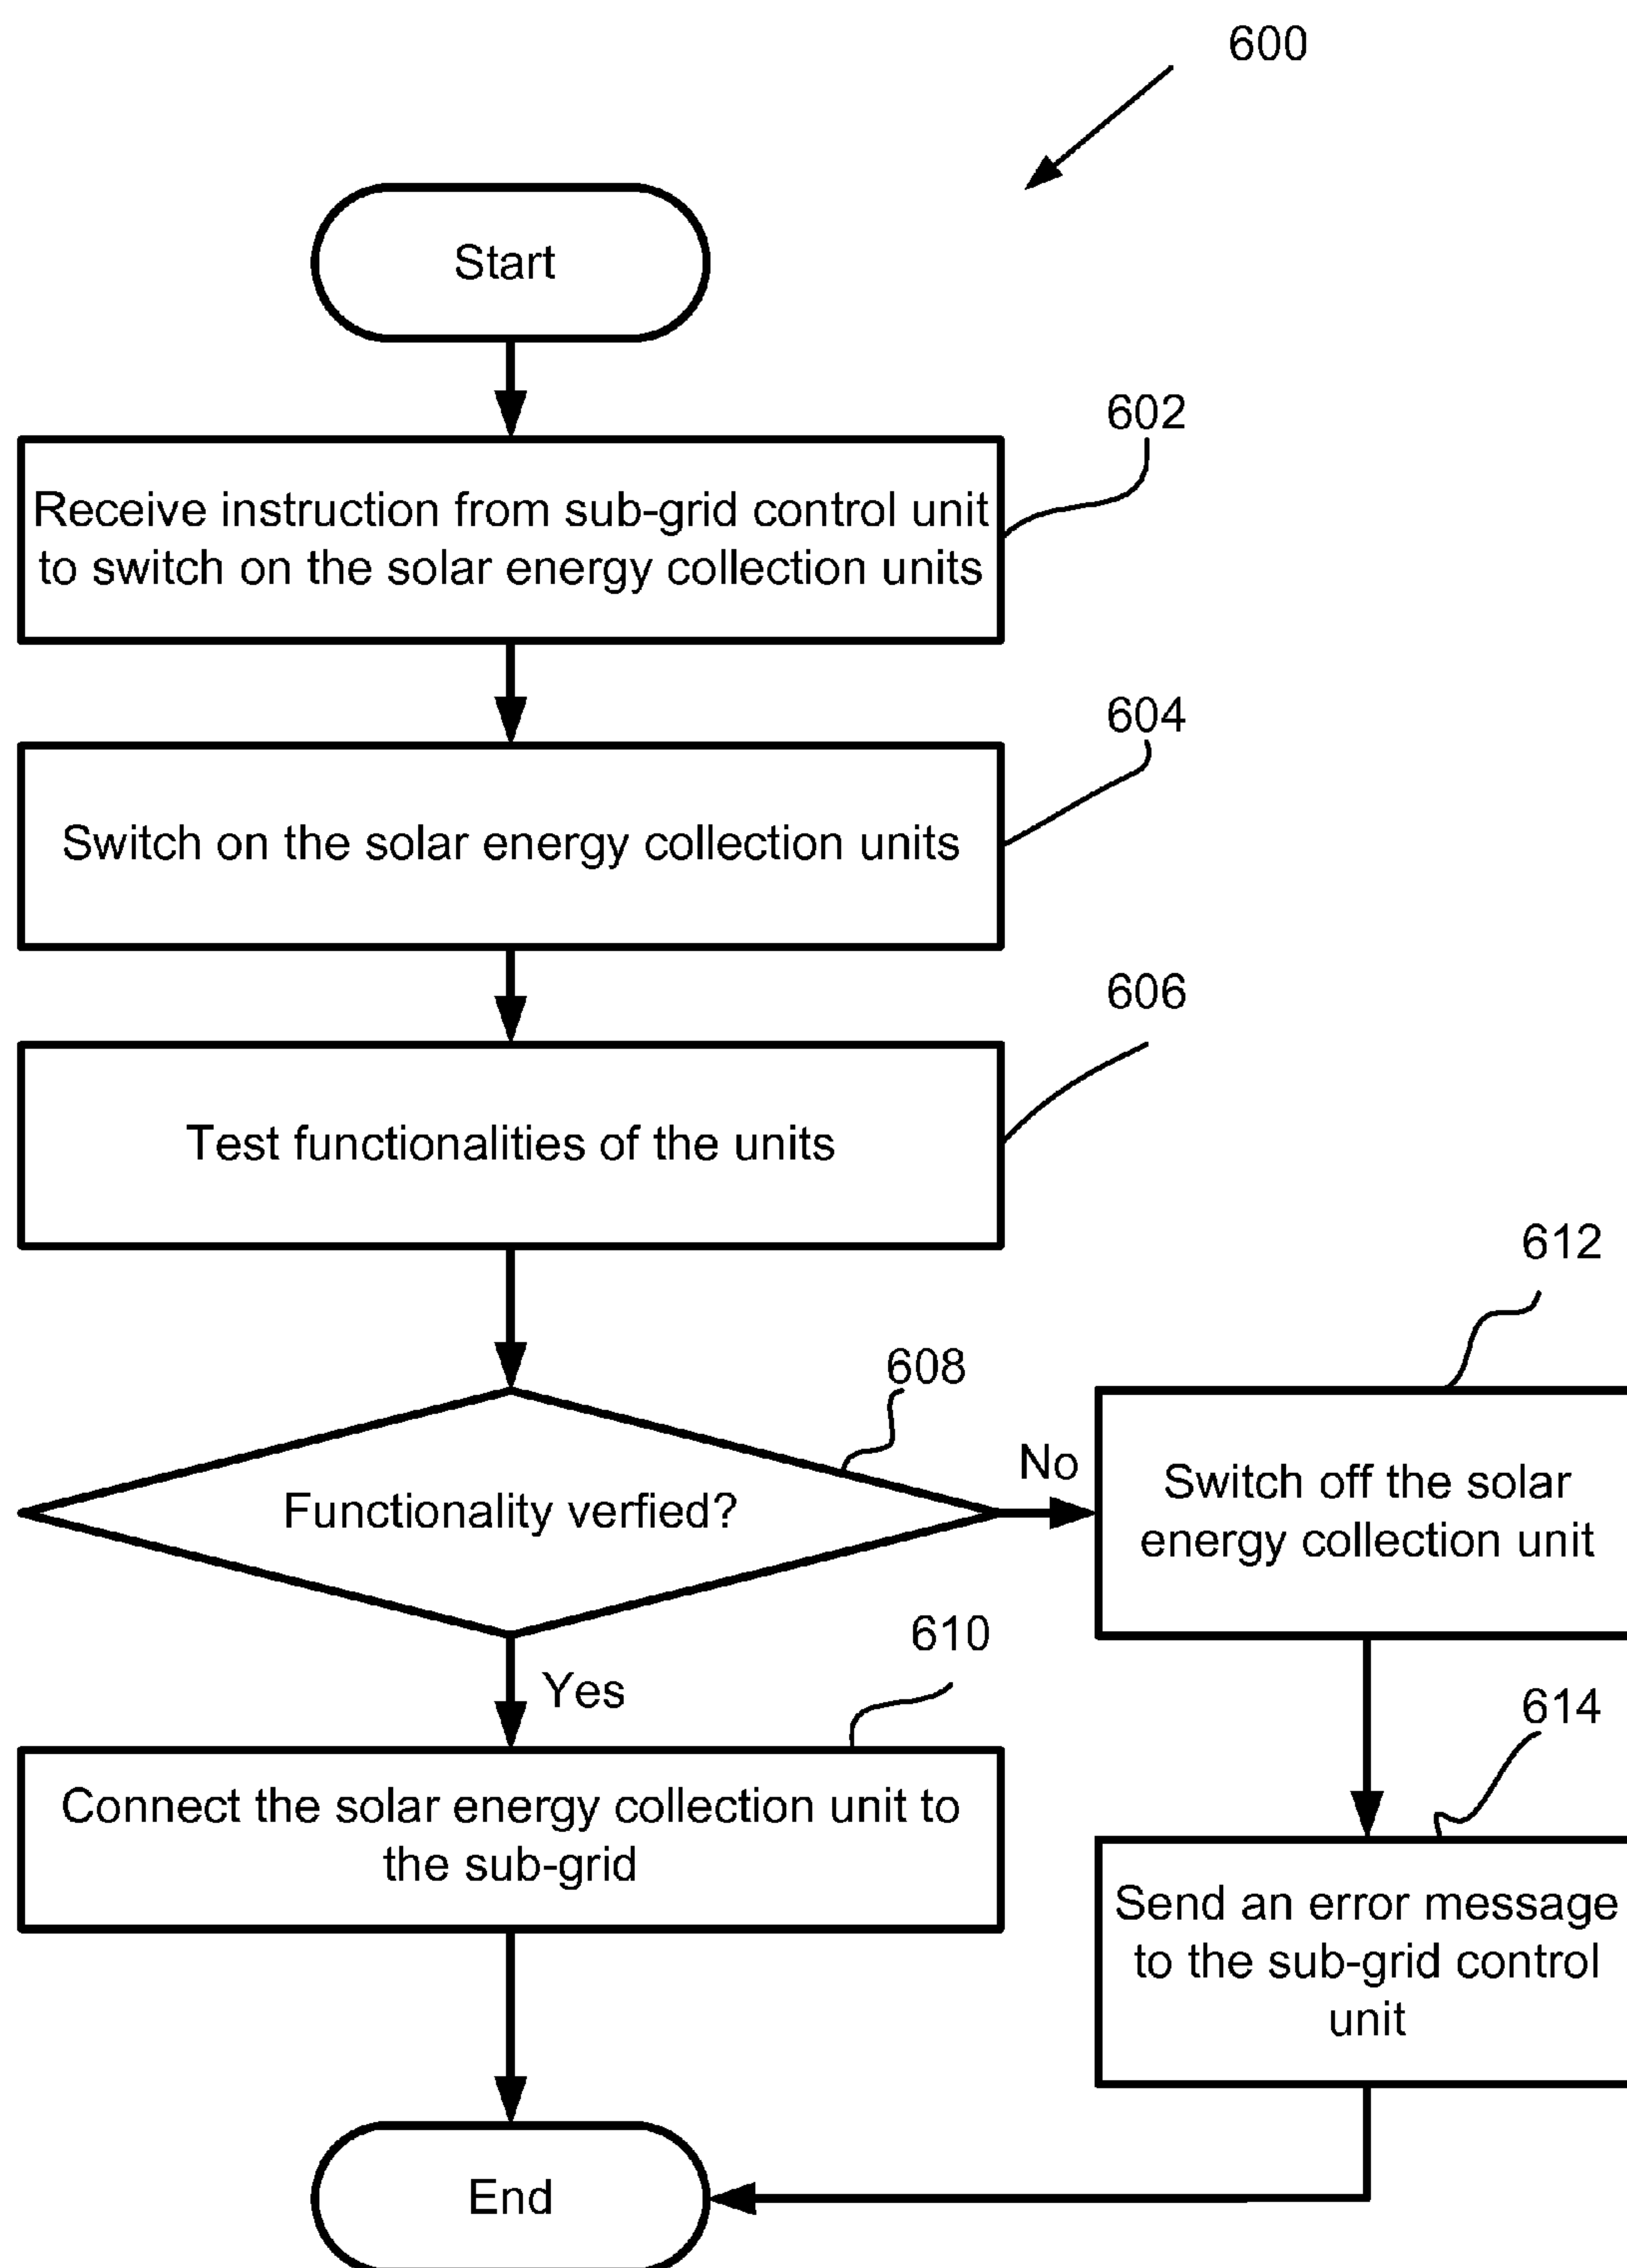 600
Start
602
Receive instruction from sub-grid control unit
to switch on the solar energy collection units
604
Switch on the solar energy collection units
606
Test functionalities of the units
608
Functionality verfied?
No
612
Switch off the solar
energy collection unit
Yes
610
Connect the solar energy collection unit to
the sub-grid
614
Send an error message
to the sub-grid control
unit
End